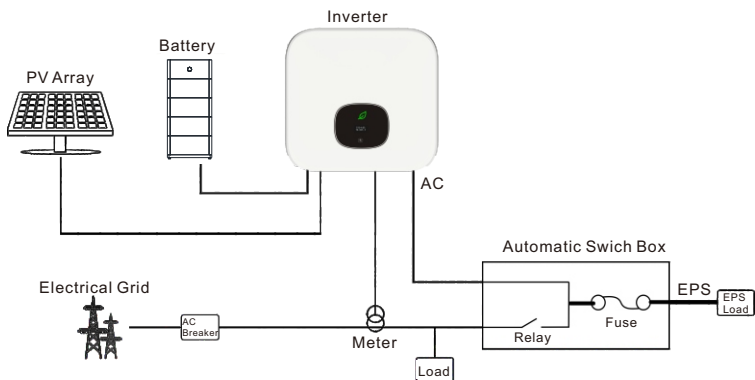 Inverter
Battery
PV Array
AC
Automatic Swich Box
Electrical Grid
EPS
AC
Breaker
EPS
Load
Fuse
Relay
Meter
Load